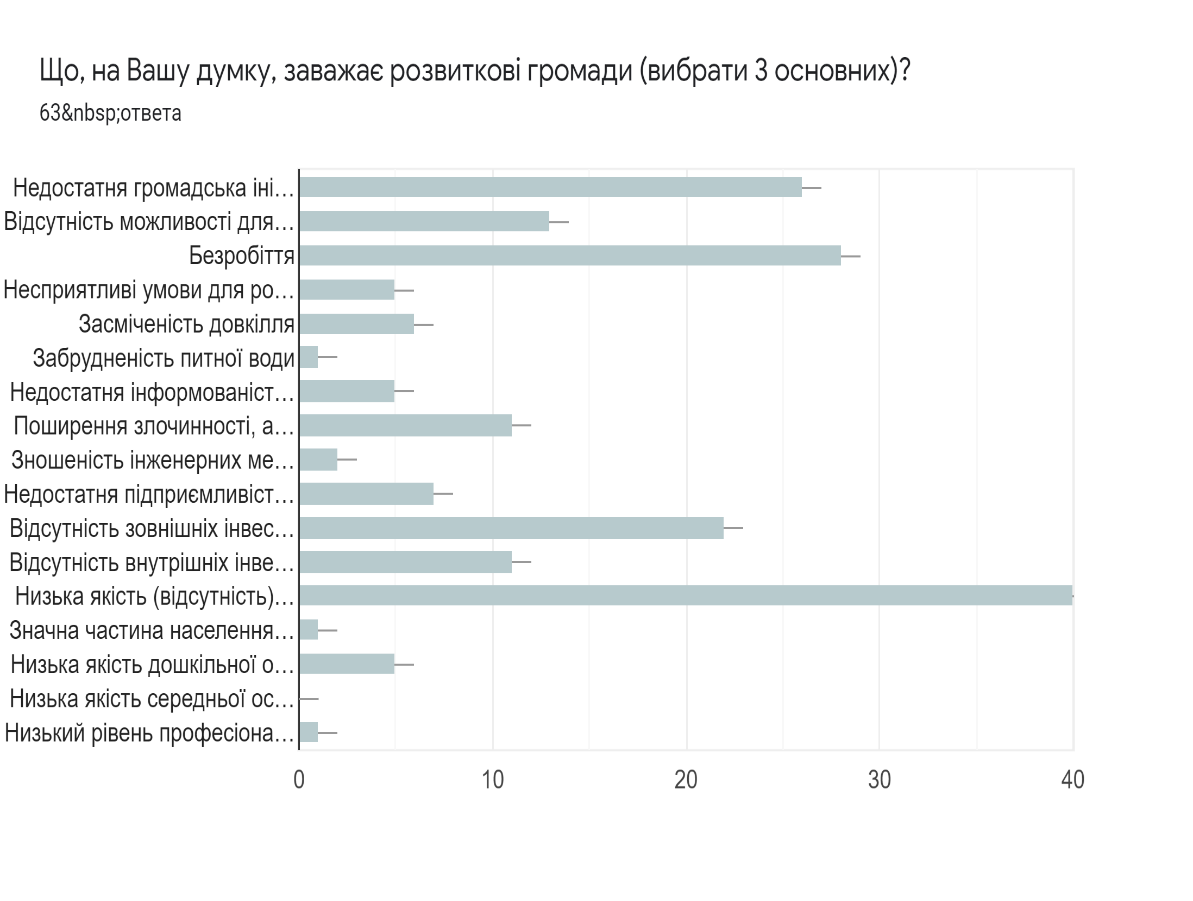 Що, на Вашу думку, заважає розвиткові громади (вибрати 3 основних)?
63&nbsp;ответа
Недостатня громадська іні…
Відсутність можливості для…
Безробіття
Несприятливі умови для ро…
Засміченість довкілля
Забрудненість питної води
Недостатня інформованіст…
Поширення злочинності, а…
Зношеність інженерних ме…
Недостатня підприємливіст…
Відсутність зовнішніх інвес…
Відсутність внутрішніх інве…
Низька якість (відсутність)…
Значна частина населення…
Низька якість дошкільної о…
Низька якість середньої ос…
Низький рівень професіона…
0 10 20 30 40